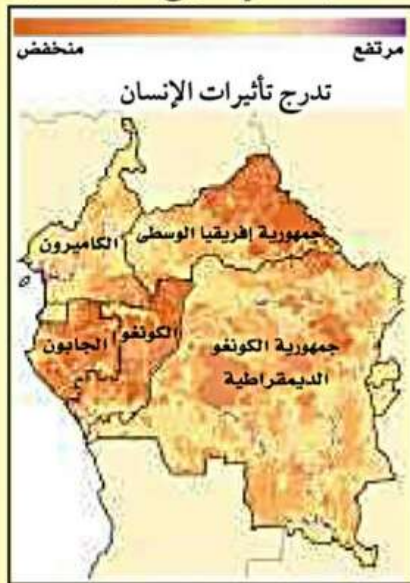 مرتفع منخفض
تدرج تأثيرات الإنسان
جمهورية إفريقيا الوسطى
الكاميرون
الكونغو
الجابون
جمهورية الكونغو
الديمقراطية